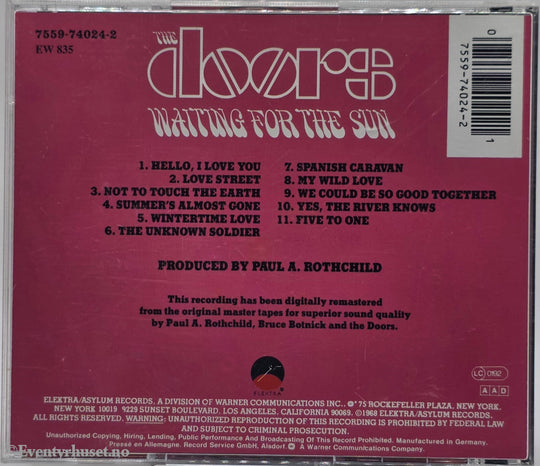 7559-74024-2
EW 835
THE
doors
WAITING FOR THE SUN
0
7559-74024-2
1
1. HELLO, I LOVE YOU
2. LOVE STREET
3. NOT TO TOUCH THE EARTH
4. SUMMER'S ALMOST GONE
5. WINTERTIME LOVE
6. THE UNKNOWN SOLDIER
7. SPANISH CARAVAN
8. MY WILD LOVE
9. WE COULD BE SO GOOD TOGETHER
10. YES, THE RIVER KNOWS
11. FIVE TO ONE
PRODUCED BY PAUL A. ROTHCHILD
This recording has been digitally remastered
from the original master tapes for superior sound quality
by Paul A. Rothchild, Bruce Botnick and the Doors.
ELEKTRA
LC 0192
AAD
ELEKTRA/ASYLUM RECORDS. A DIVISION OF WARNER COMMUNICATIONS INC., ℗* 75 ROCKEFELLER PLAZA, NEW YORK,
NEW YORK 10019 9229 SUNSET BOULEVARD, LOS ANGELES, CALIFORNIA 90069. ©1968 ELEKTRA/ASYLUM RECORDS.
ALL RIGHTS RESERVED. WARNING: UNAUTHORIZED REPRODUCTION OF THIS RECORDING IS PROHIBITED BY FEDERAL LAW
AND SUBJECT TO CRIMINAL PROSECUTION.
Unauthorized Copying, Hiring, Lending, Public Performance And Broadcasting Of This Record Prohibited. Manufactured in Germany.
Pressé en Allemagne. Record Service GmbH, Alsdorf. A Warner Communications Company.
©Eventyrhuset.no